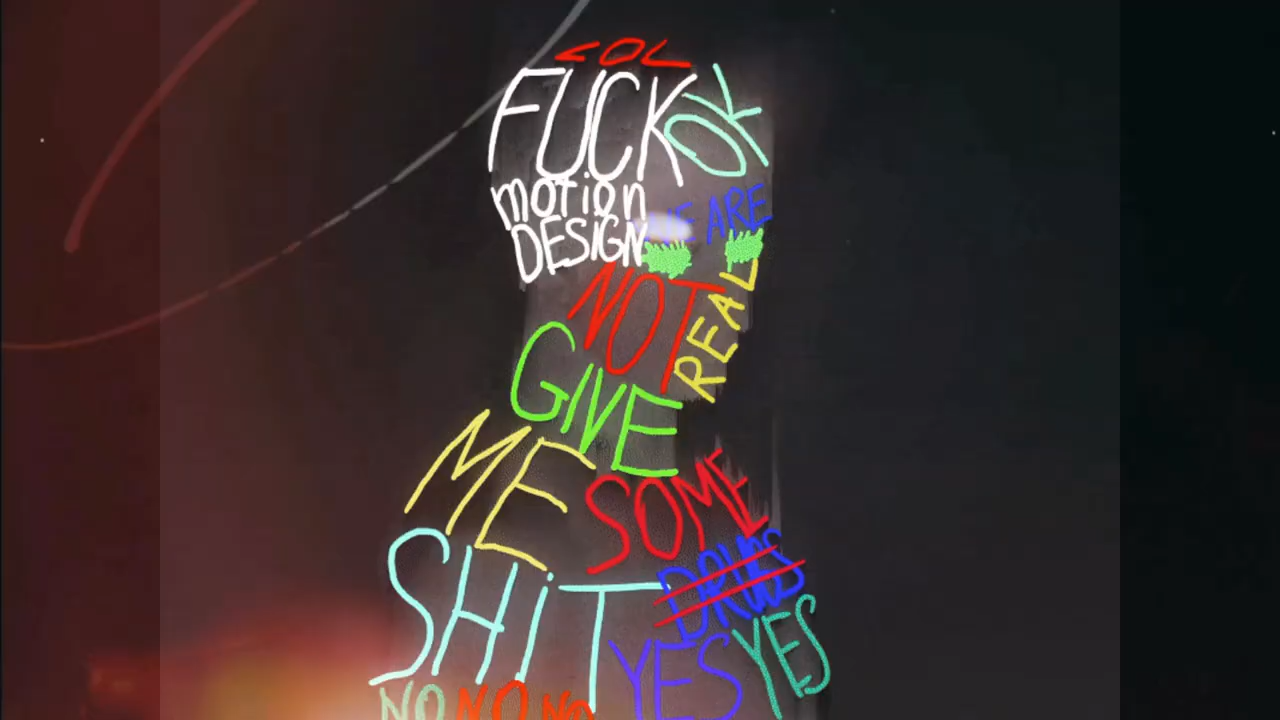 LOL
FUCK OK
motion
DESIGN WE ARE
NOT REAL
GIVE
ME SOME
SHiT DRUGS
YES YES
NO NO NO